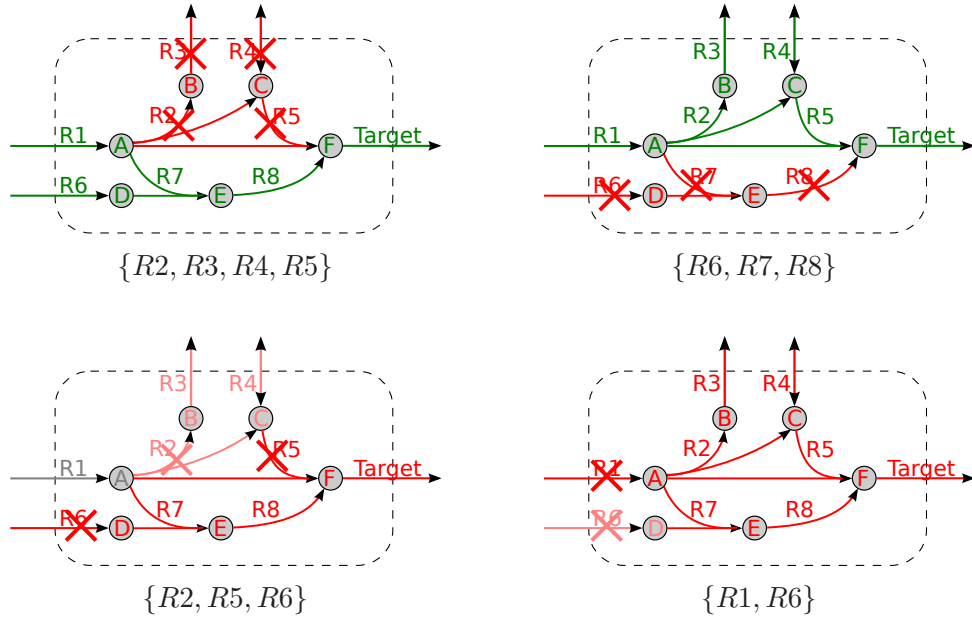 R3 R4
B C
R2 R5
R1 A F Target
R7 R8
R6 D E
{R2, R3, R4, R5}
R3 R4
B C
R2 R5
R1 A F Target
R6 R7 R8
D E
{R6, R7, R8}
R3 R4
B C
R2 R5
R1 A F Target
R6 R7 R8
D E
{R2, R5, R6}
R3 R4
B C
R2 R5
R1 A F Target
R6 R7 R8
D E
{R1, R6}